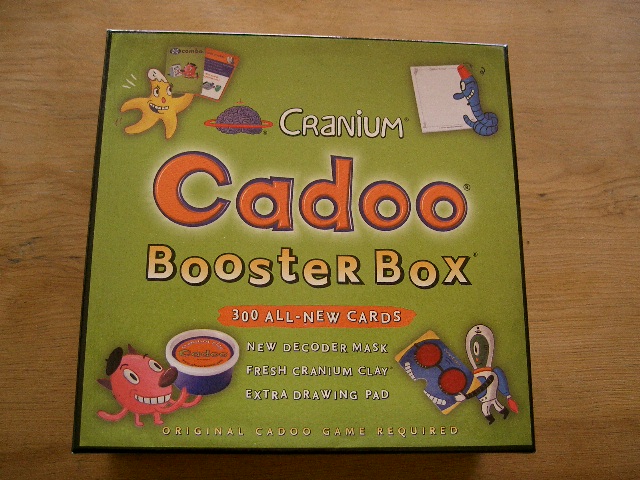 CRANIUM®
Cadoo®
BOOSTER BOX
300 ALL-NEW CARDS
NEW DECODER MASK
FRESH CRANIUM CLAY
EXTRA DRAWING PAD
Cadoo
ORIGINAL CADOO GAME REQUIRED